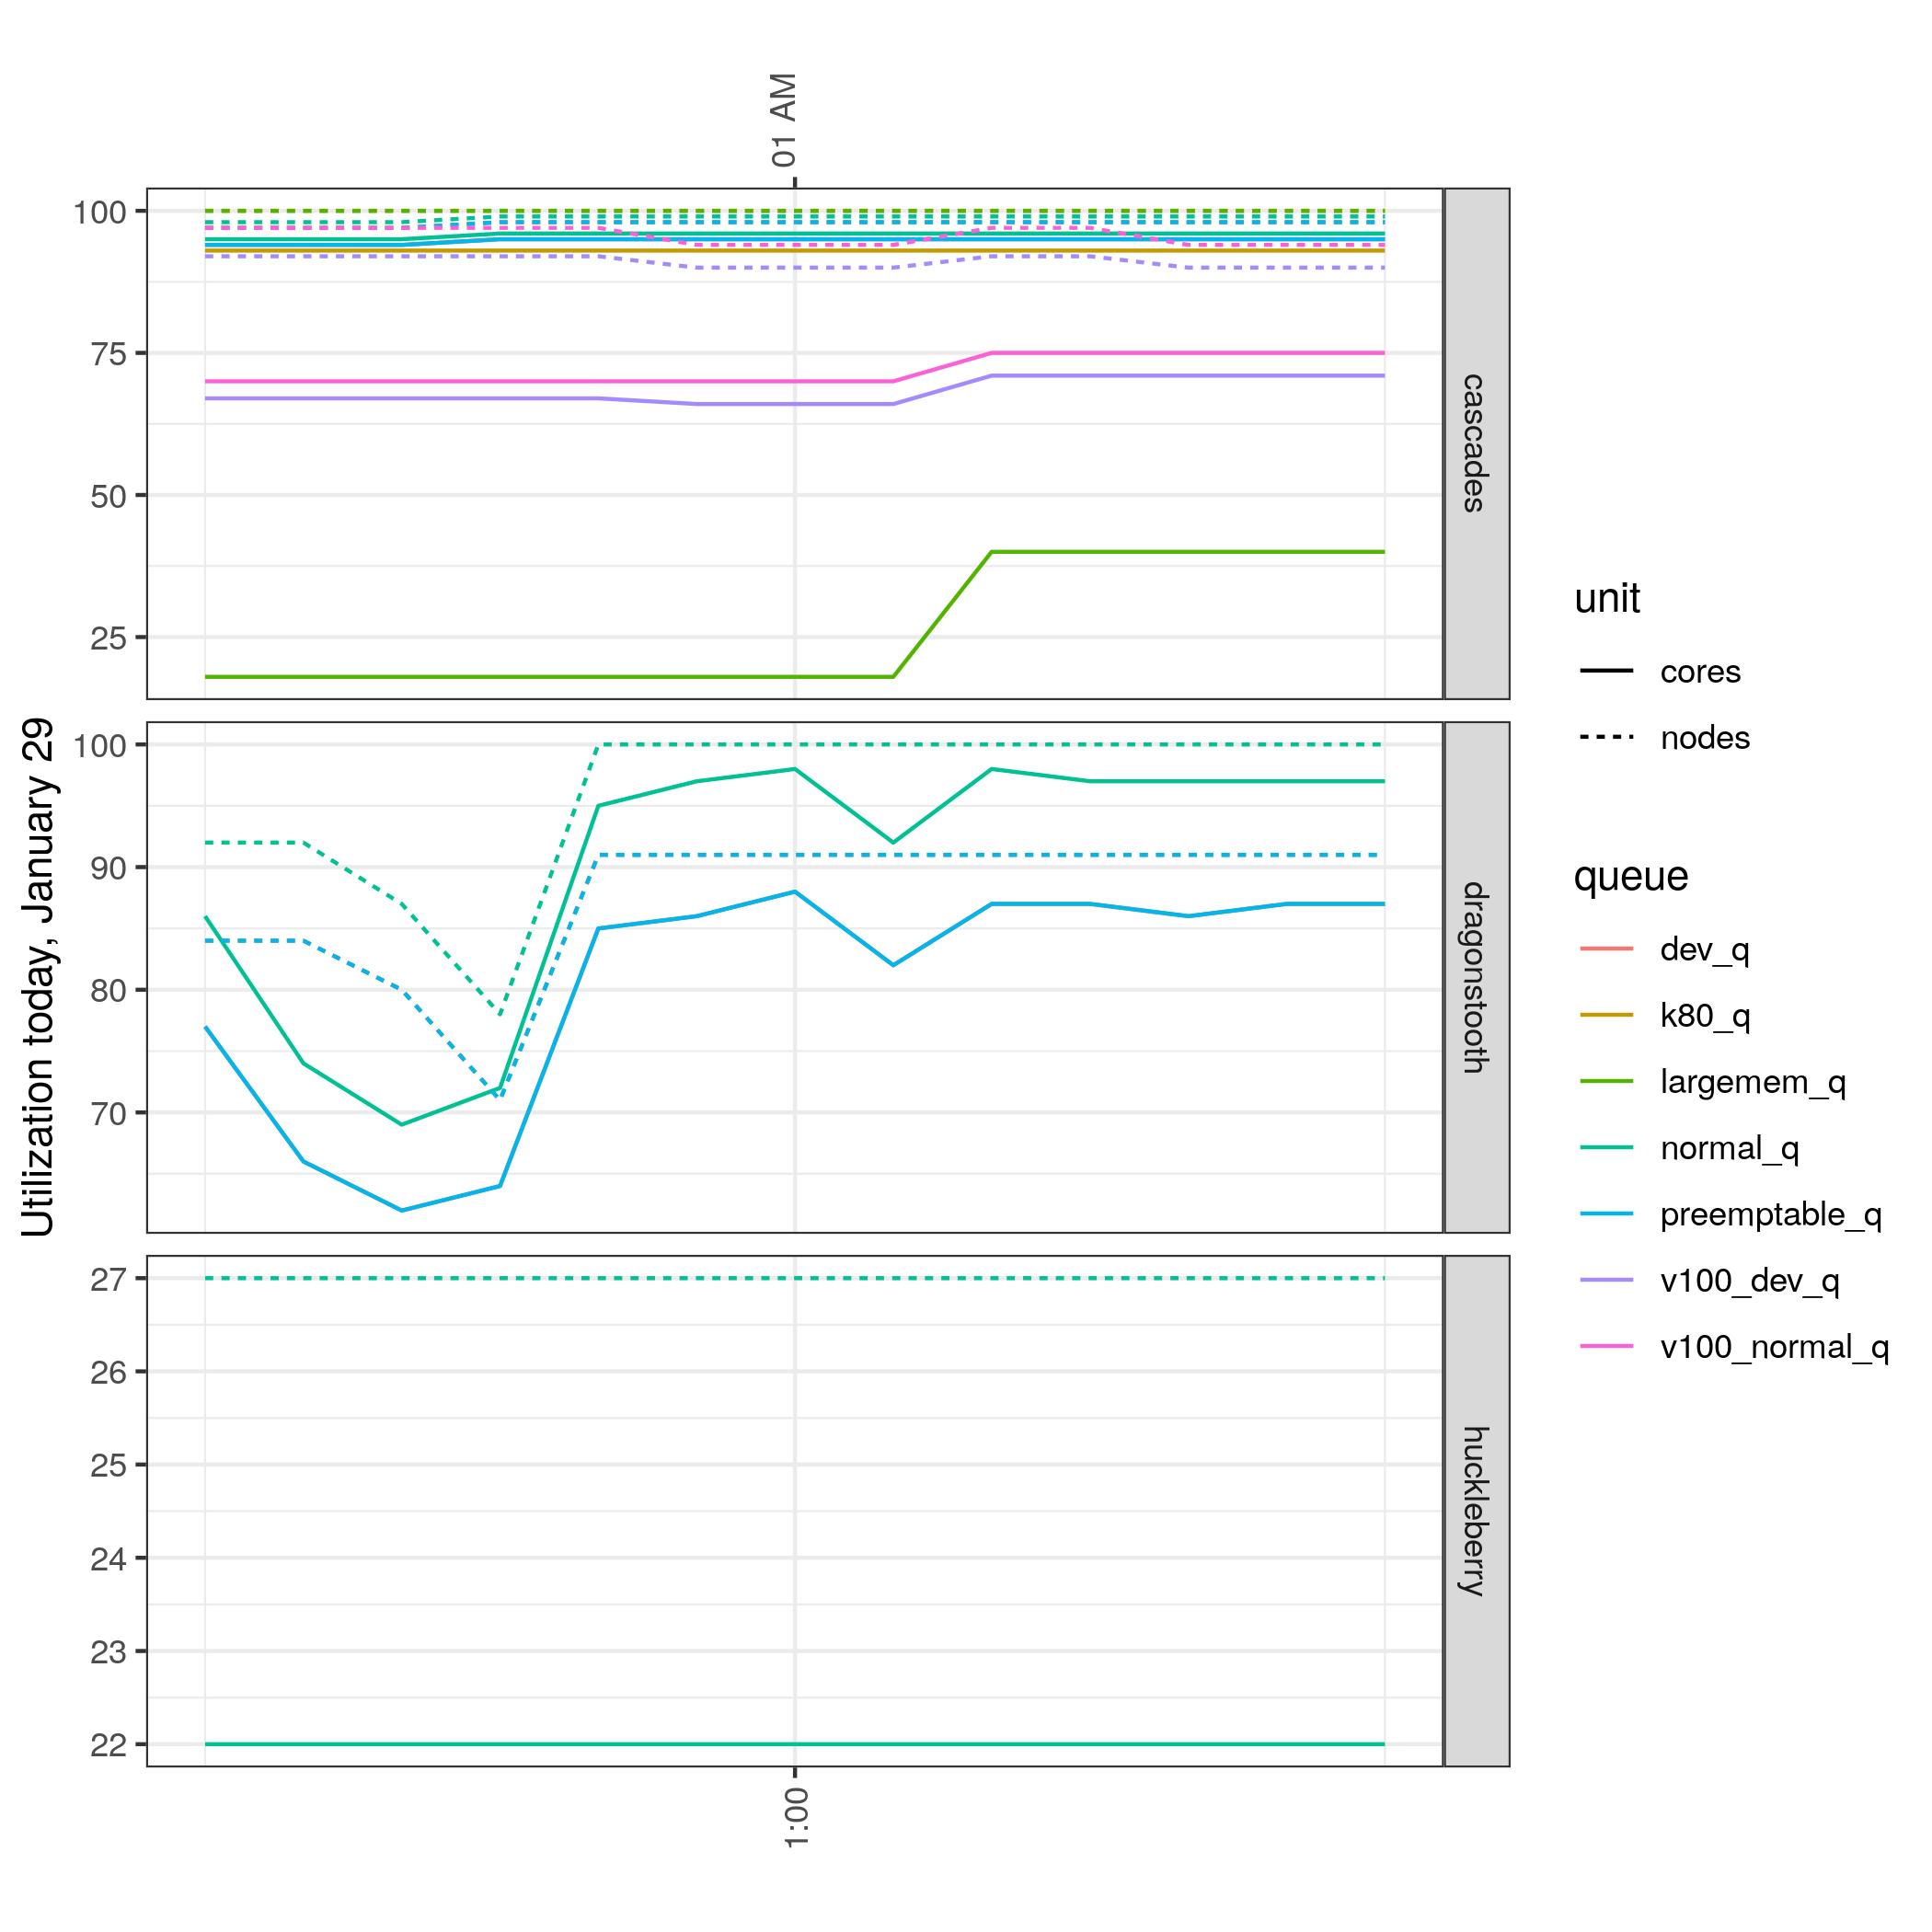 01 AM
100
75
50
25
cascades
Utilization today, January 29
100
90
80
70
dragonstooth
27
26
25
24
23
22
huckleberry
1:00
unit
cores
nodes
queue
dev_q
k80_q
largemem_q
normal_q
preemptable_q
v100_dev_q
v100_normal_q